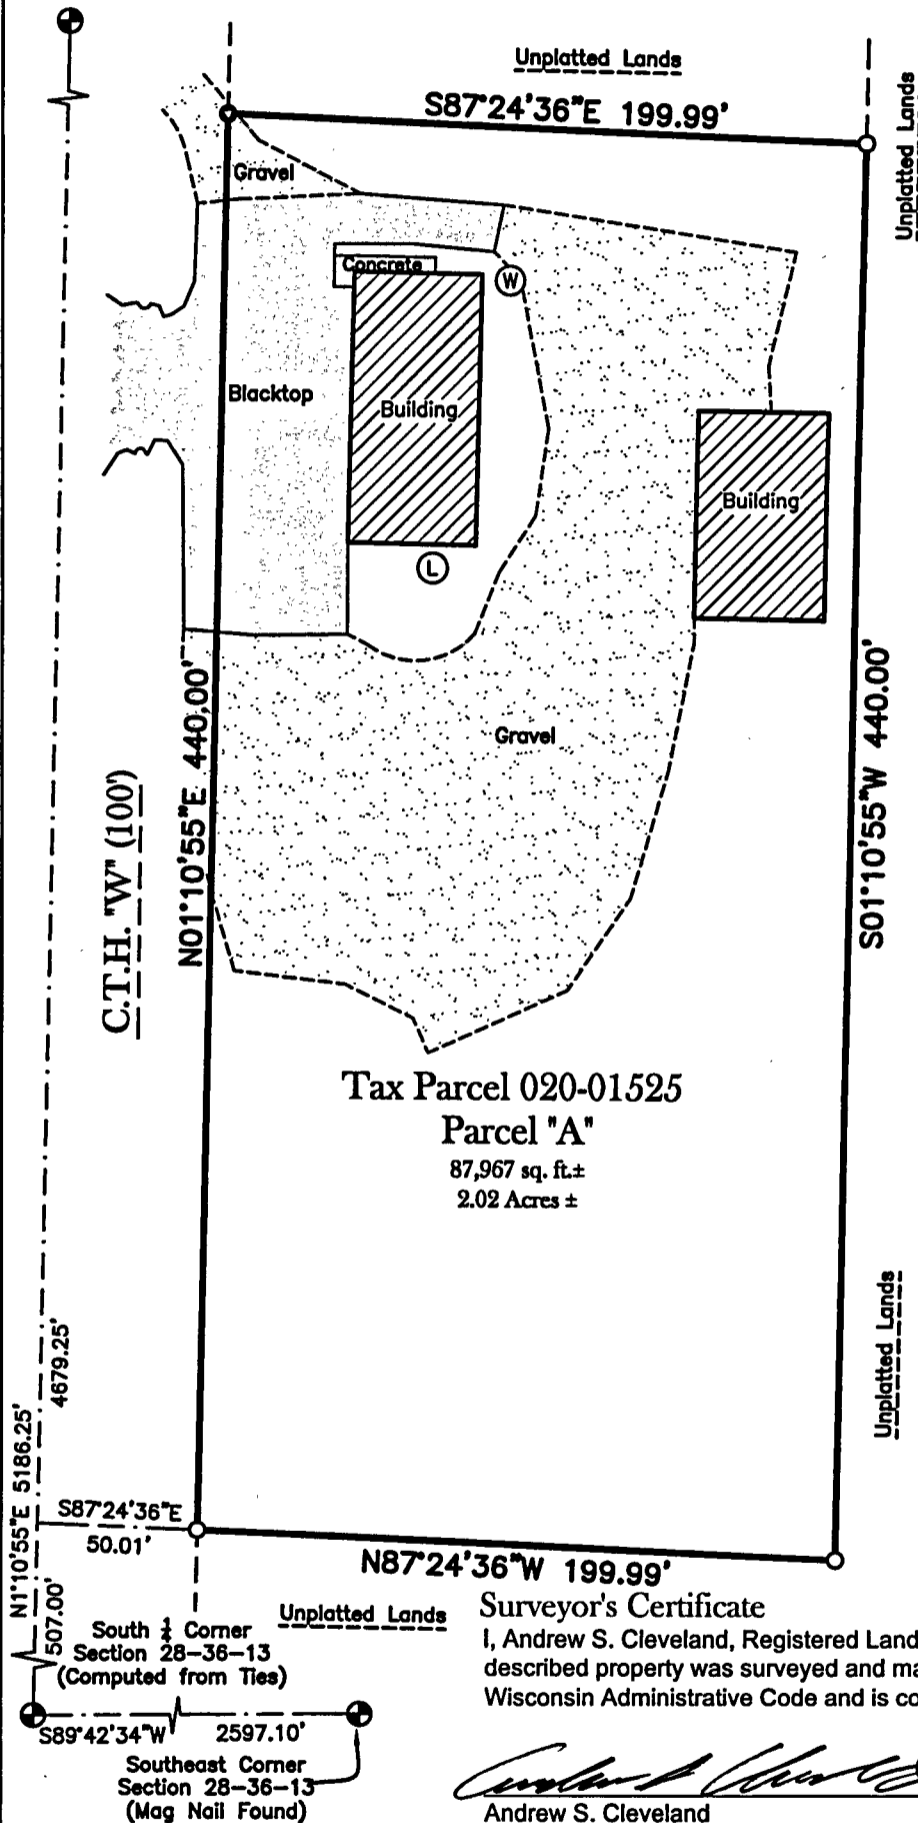 Unplatted Lands
S87°24'36"E 199.99'
Unplatted Lands
Gravel
Concrete
W
Blacktop
Building
Building
L
Gravel
N01°10'55"E 440.00'
S01°10'55"W 440.00'
C.T.H. "W" (100')
Tax Parcel 020-01525
Parcel "A"
87,967 sq. ft.±
2.02 Acres ±
Unplatted Lands
4679.25'
N1°10'55"E 5186.25'
S87°24'36"E
50.01'
N87°24'36"W 199.99'
507.00'
Unplatted Lands
South ¼ Corner
Section 28-36-13
(Computed from Ties)
S89°42'34"W 2597.10'
Southeast Corner
Section 28-36-13
(Mag Nail Found)
Surveyor's Certificate
I, Andrew S. Cleveland, Registered Land
described property was surveyed and ma
Wisconsin Administrative Code and is co
Andrew S. Cleveland